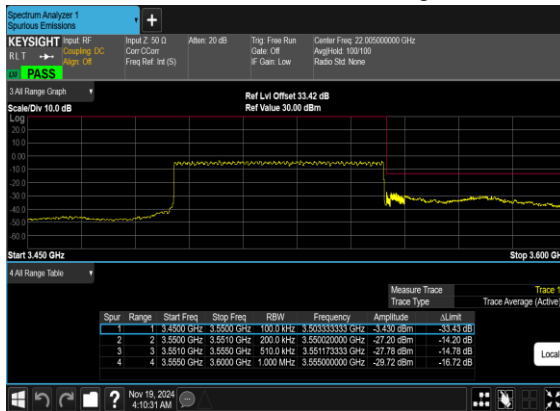 Spectrum Analyzer 1
Spurious Emissions
KEYSIGHT Input: RF Input Z: 50 Ω Atten: 20 dB Trig: Free Run Center Freq: 22.005000000 GHz
RLT Coupling: DC Corr CCorr Gate: Off Avg|Hold: 100/100
Align: Off Freq Ref: Int (S) IF Gain: Low Radio Std: None
PASS
3 All Range Graph
Ref Lvl Offset 33.42 dB
Scale/Div 10.0 dB Ref Value 30.00 dBm
Log
20.0
10.0
0.00
-10.0
-20.0
-30.0
-40.0
-50.0
-60.0
Start 3.450 GHz Stop 3.600 GH
4 All Range Table
Measure Trace Trace 1
Trace Type Trace Average (Active)
Spur Range Start Freq Stop Freq RBW Frequency Amplitude ΔLimit
1 1 3.4500 GHz 3.5500 GHz 100.0 kHz 3.503333333 GHz -3.430 dBm -33.43 dB
2 2 3.5500 GHz 3.5510 GHz 200.0 kHz 3.550020000 GHz -27.20 dBm -14.20 dB
3 3 3.5510 GHz 3.5550 GHz 510.0 kHz 3.551173333 GHz -27.78 dBm -14.78 dB
4 4 3.5550 GHz 3.6000 GHz 1.000 MHz 3.555000000 GHz -29.72 dBm -16.72 dB
Local
Nov 19, 2024
4:10:31 AM